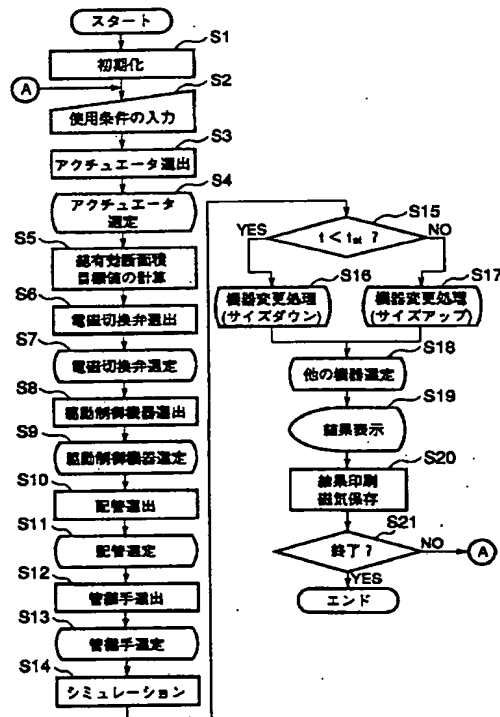 スタート
S1
初期化
A
S2
使用条件の入力
S3
アクチュエータ選出
S4
アクチュエータ
選定
S5
総有効断面積
目標値の計算
S6
電磁切換弁選出
S7
電磁切換弁選定
S8
駆動制御機器選出
S9
駆動制御機器選定
S10
配管選出
S11
配管選定
S12
管継手選出
S13
管継手選定
S14
シミュレーション
S15
YES
t < tst ?
NO
S16
機器変更処理
(サイズダウン)
S17
機器変更処理
(サイズアップ)
S18
他の機器選定
S19
結果表示
S20
結果印刷
磁気保存
S21
終了?
NO
A
YES
エンド